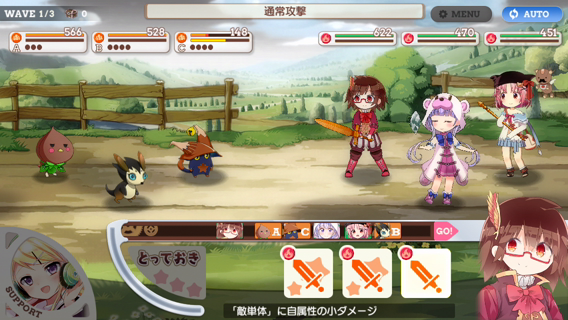 WAVE 1/3 0 通常攻撃 MENU AUTO
566 528 148 622 470 451
A B C
A C B GO!
とっておき
SUPPORT
「敵単体」に自属性の小ダメージ